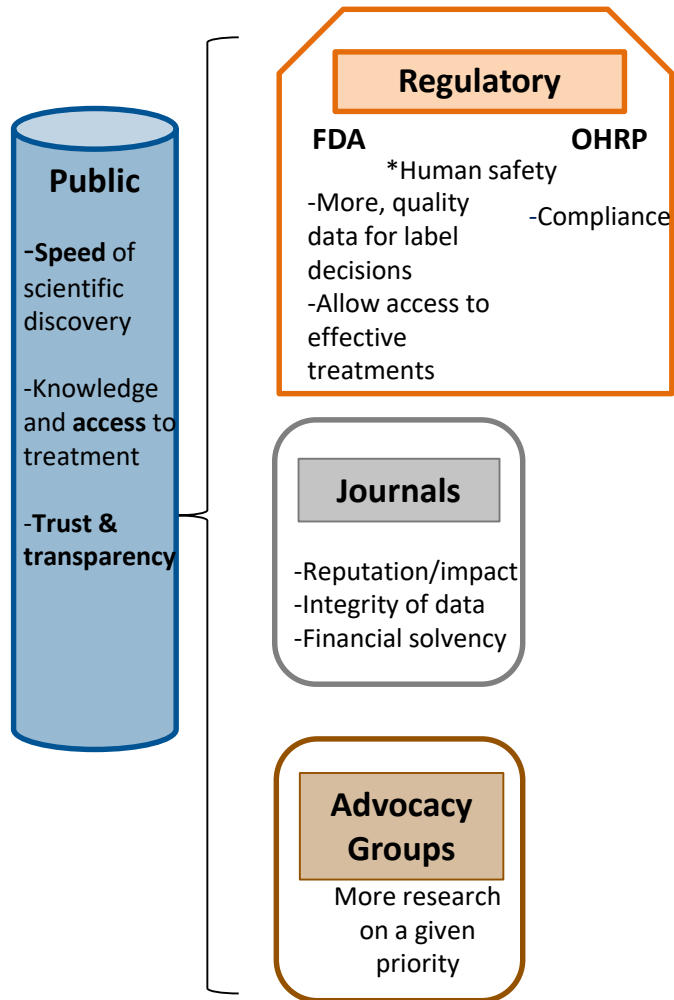 Public
-Speed of
scientific
discovery
-Knowledge
and access to
treatment
-Trust &
transparency
Regulatory
FDA
OHRP
*Human safety
-More, quality
data for label
decisions
-Allow access to
effective
treatments
-Compliance
Journals
-Reputation/impact
-Integrity of data
-Financial solvency
Advocacy
Groups
More research
on a given
priority